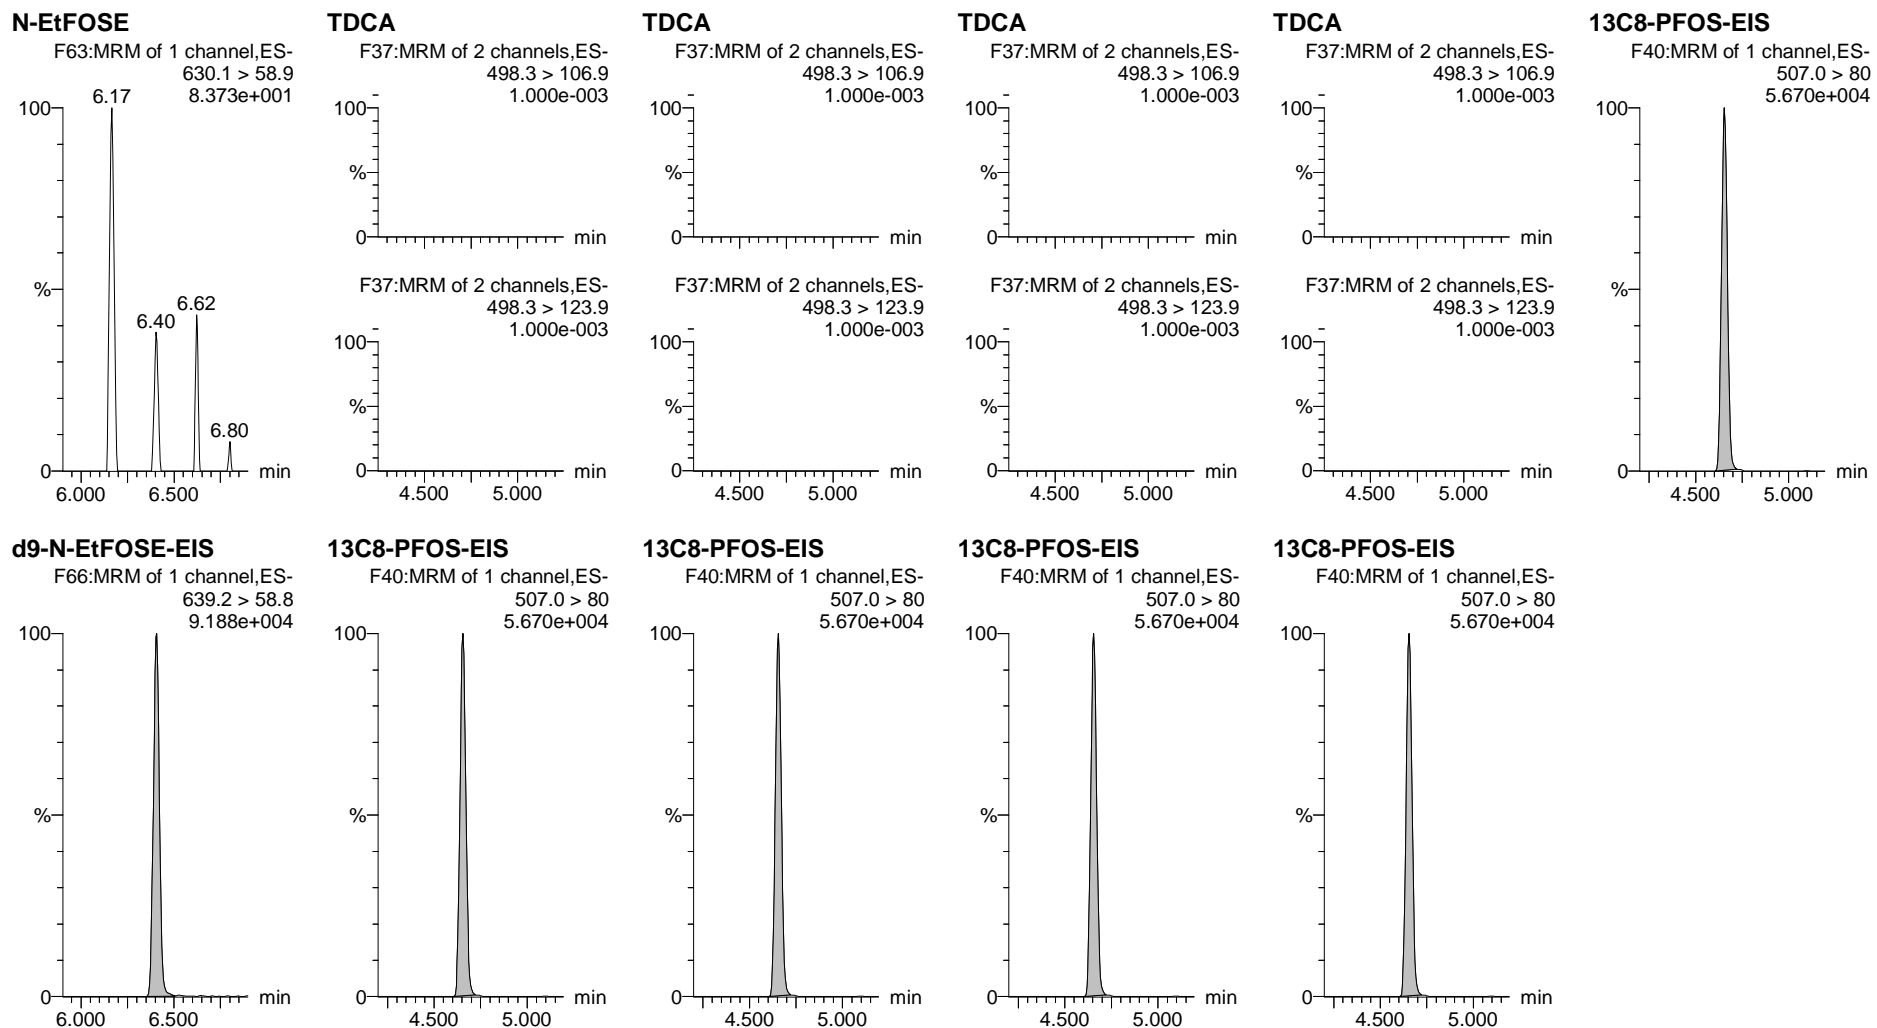 N-EtFOSE
F63:MRM of 1 channel,ES-
630.1 > 58.9
8.373e+001
100
%
0
6.17
6.40
6.62
6.80
min
6.000 6.500
TDCA
F37:MRM of 2 channels,ES-
498.3 > 106.9
1.000e-003
100
%
0
min
F37:MRM of 2 channels,ES-
498.3 > 123.9
1.000e-003
100
%
0
min
4.500 5.000
TDCA
F37:MRM of 2 channels,ES-
498.3 > 106.9
1.000e-003
100
%
0
min
F37:MRM of 2 channels,ES-
498.3 > 123.9
1.000e-003
100
%
0
min
4.500 5.000
TDCA
F37:MRM of 2 channels,ES-
498.3 > 106.9
1.000e-003
100
%
0
min
F37:MRM of 2 channels,ES-
498.3 > 123.9
1.000e-003
100
%
0
min
4.500 5.000
TDCA
F37:MRM of 2 channels,ES-
498.3 > 106.9
1.000e-003
100
%
0
min
F37:MRM of 2 channels,ES-
498.3 > 123.9
1.000e-003
100
%
0
min
4.500 5.000
13C8-PFOS-EIS
F40:MRM of 1 channel,ES-
507.0 > 80
5.670e+004
100
%
0
min
4.500 5.000
d9-N-EtFOSE-EIS
F66:MRM of 1 channel,ES-
639.2 > 58.8
9.188e+004
100
%
0
min
6.000 6.500
13C8-PFOS-EIS
F40:MRM of 1 channel,ES-
507.0 > 80
5.670e+004
100
%
0
min
4.500 5.000
13C8-PFOS-EIS
F40:MRM of 1 channel,ES-
507.0 > 80
5.670e+004
100
%
0
min
4.500 5.000
13C8-PFOS-EIS
F40:MRM of 1 channel,ES-
507.0 > 80
5.670e+004
100
%
0
min
4.500 5.000
13C8-PFOS-EIS
F40:MRM of 1 channel,ES-
507.0 > 80
5.670e+004
100
%
0
min
4.500 5.000